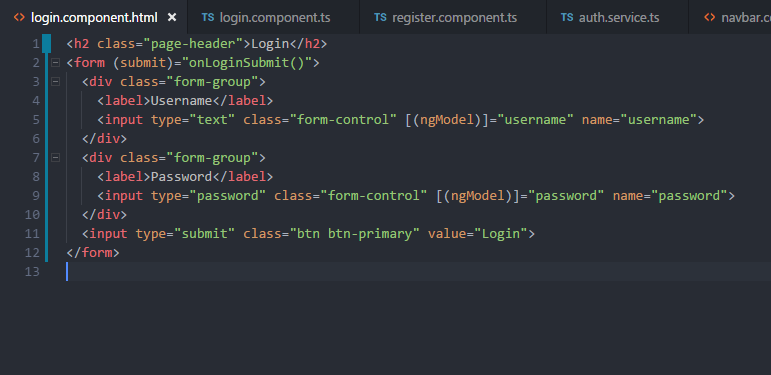 <> login.component.html × TS login.component.ts TS register.component.ts TS auth.service.ts <> navbar.co
1 <h2 class="page-header">Login</h2>
2 <form (submit)="onLoginSubmit()">
3 <div class="form-group">
4 <label>Username</label>
5 <input type="text" class="form-control" [(ngModel)]="username" name="username">
6 </div>
7 <div class="form-group">
8 <label>Password</label>
9 <input type="password" class="form-control" [(ngModel)]="password" name="password">
10 </div>
11 <input type="submit" class="btn btn-primary" value="Login">
12 </form>
13